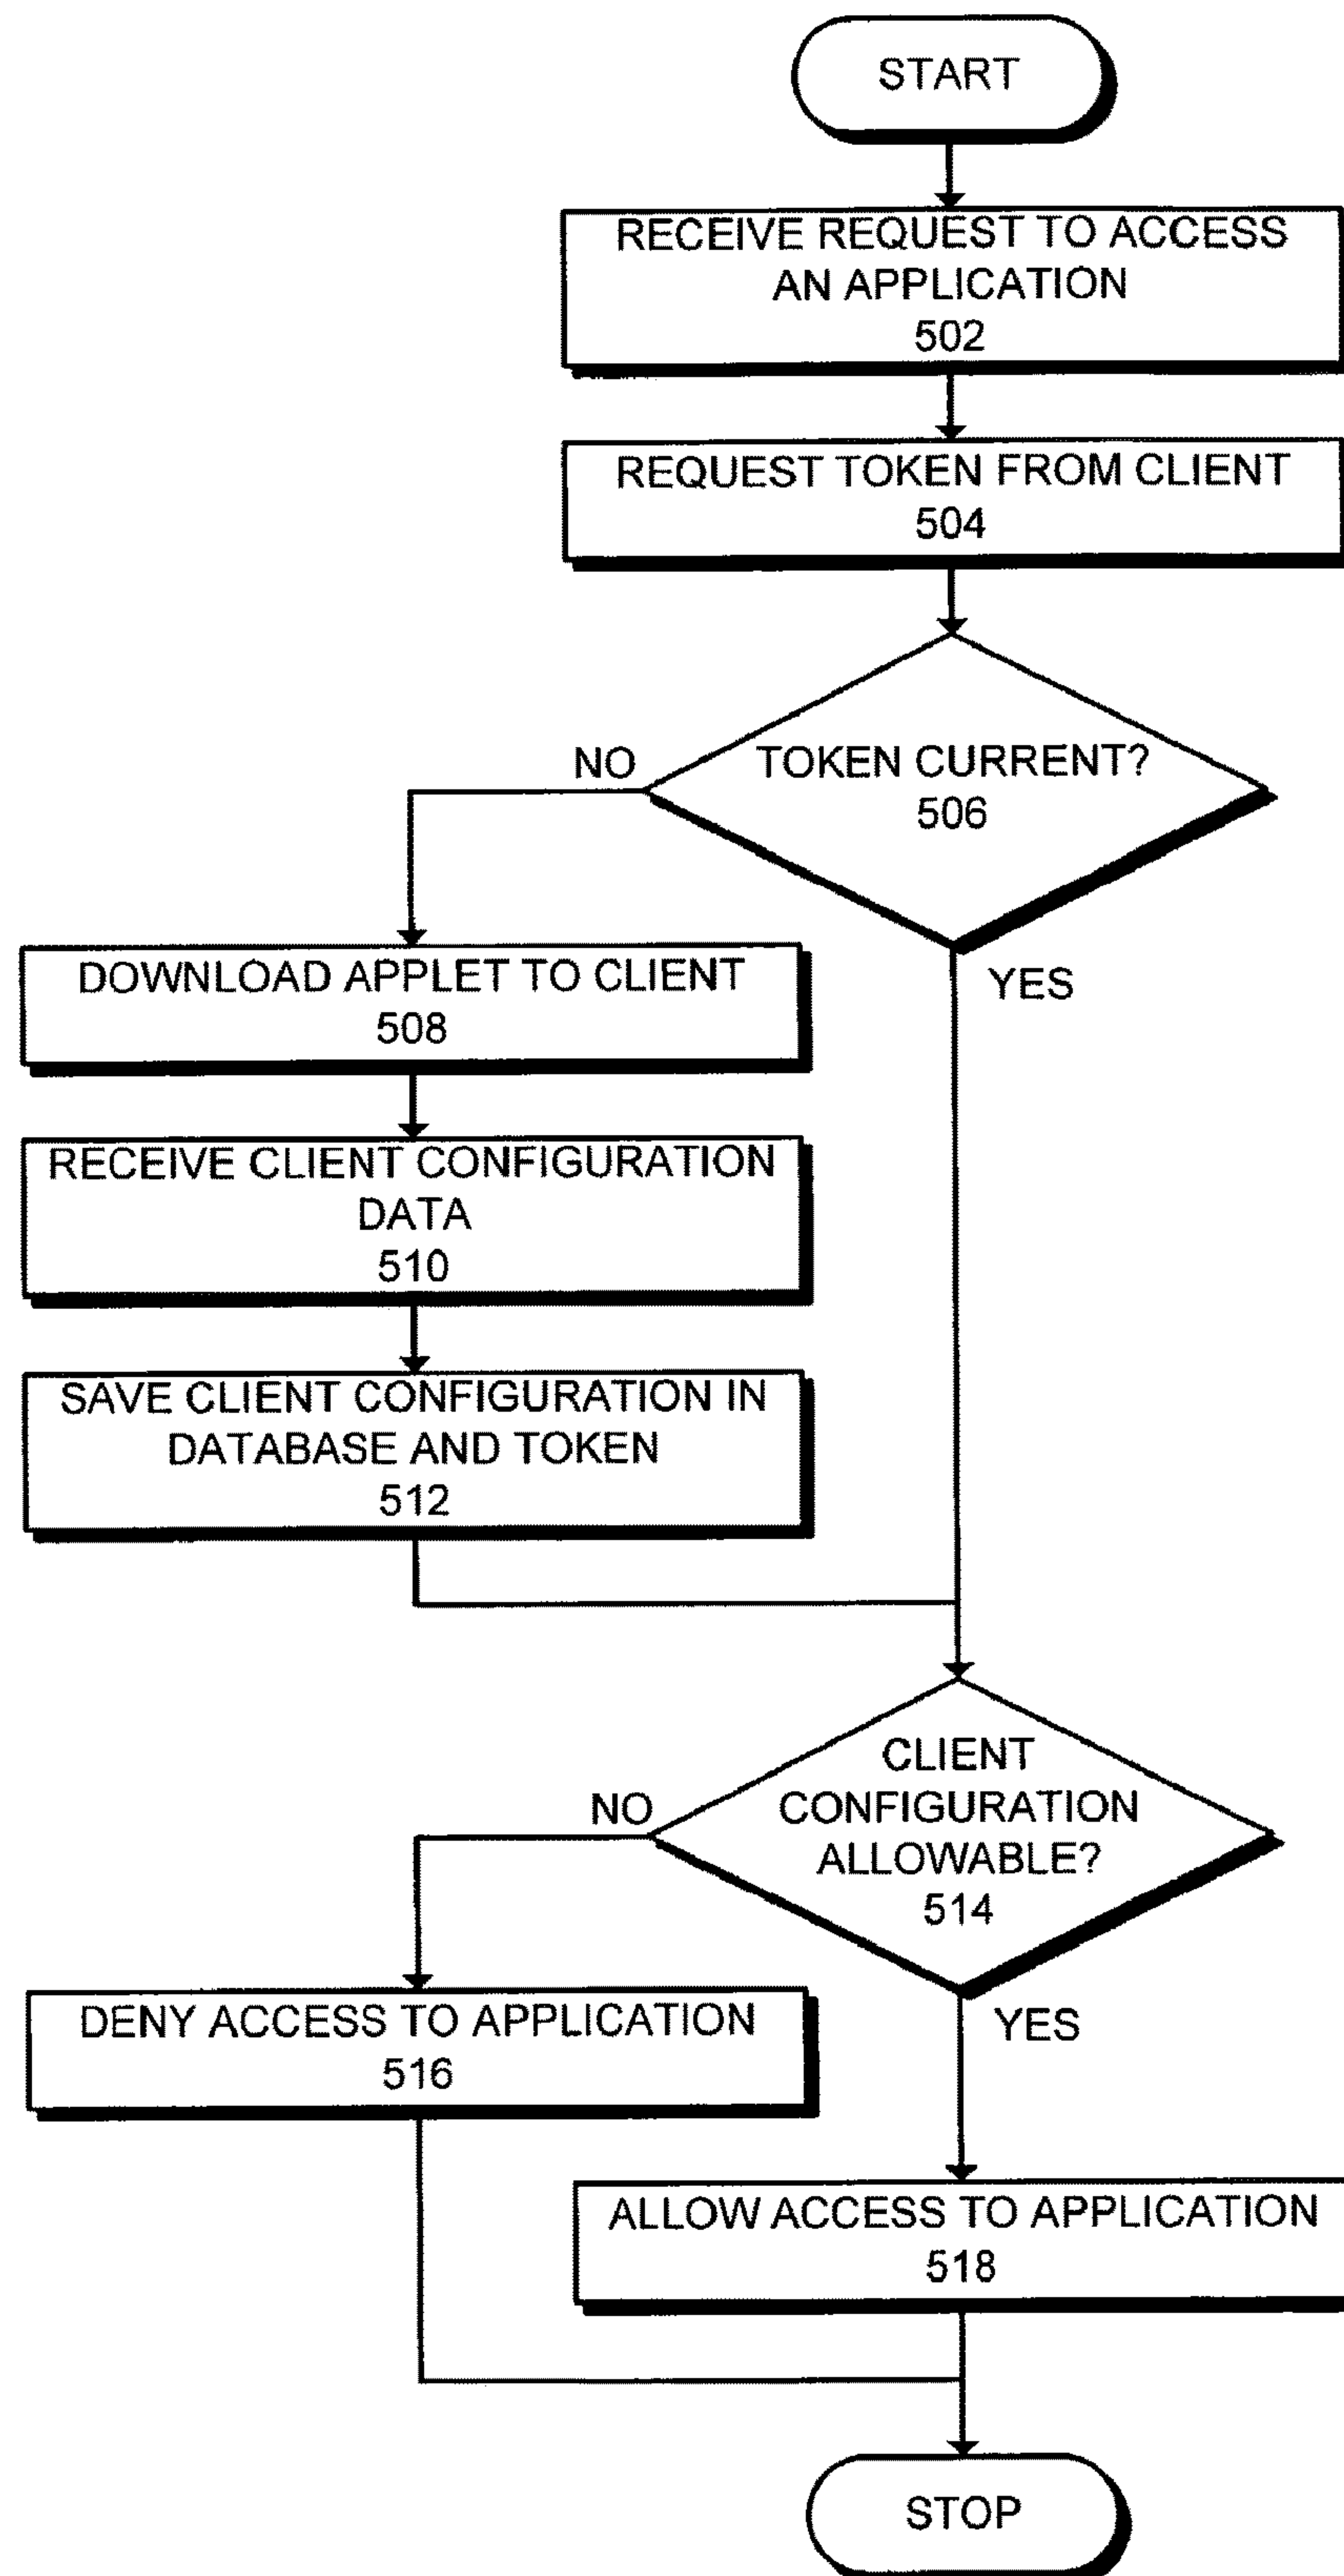 START
RECEIVE REQUEST TO ACCESS
AN APPLICATION
502
REQUEST TOKEN FROM CLIENT
504
TOKEN CURRENT?
506
NO
YES
DOWNLOAD APPLET TO CLIENT
508
RECEIVE CLIENT CONFIGURATION
DATA
510
SAVE CLIENT CONFIGURATION IN
DATABASE AND TOKEN
512
CLIENT
CONFIGURATION
ALLOWABLE?
514
NO
YES
DENY ACCESS TO APPLICATION
516
ALLOW ACCESS TO APPLICATION
518
STOP